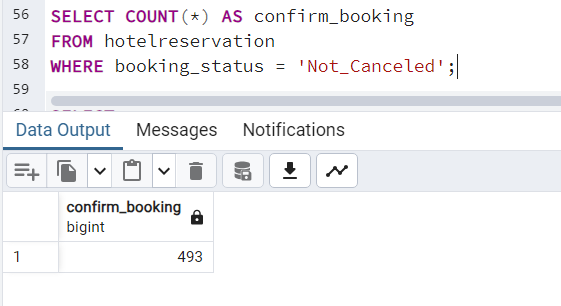 56 SELECT COUNT(*) AS confirm_booking
57 FROM hotelreservation
58 WHERE booking_status = 'Not_Canceled';
59
Data Output Messages Notifications
confirm_booking
bigint
1 493